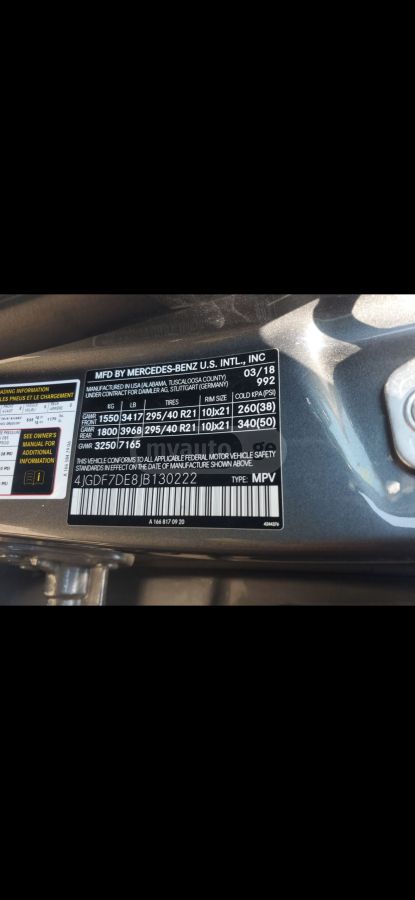 MFD BY MERCEDES-BENZ U.S. INTL., INC
MANUFACTURED IN USA (ALABAMA, TUSCALOOSA COUNTY) 03/18
UNDER CONTRACT FOR DAIMLER AG, STUTTGART (GERMANY) 992
KG LB TIRES RIM SIZE COLD KPA (PSI)
GAWR FRONT 1550 3417 295/40 R21 10Jx21 260(38)
GAWR REAR 1800 3968 295/40 R21 10Jx21 340(50)
GVWR 3250 7165
myauto.ge
CONFORMS TO ALL APPLICABLE FEDERAL MOTOR VEHICLE SAFETY
STANDARDS IN EFFECT ON THE DATE OF MANUFACTURE SHOWN ABOVE
4JGDF7DE8JB130222 TYPE: MPV
A 166 817 09 20
LOADING INFORMATION
SEE OWNER'S
MANUAL FOR
ADDITIONAL
INFORMATION